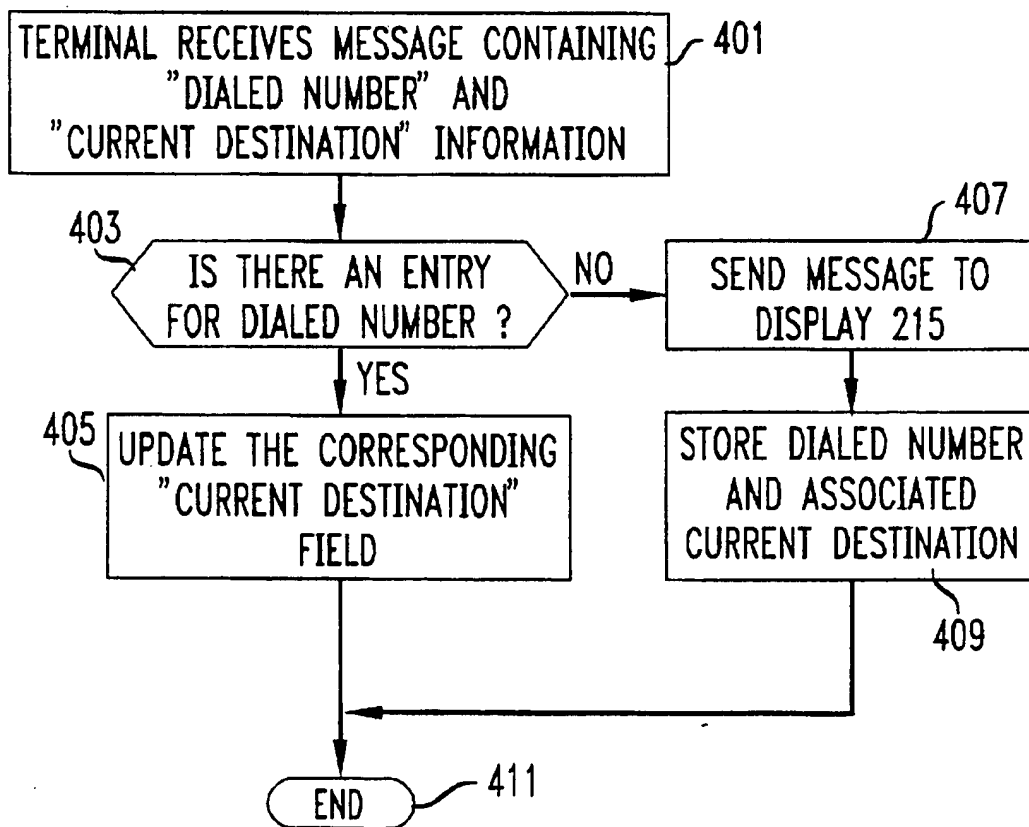 TERMINAL RECEIVES MESSAGE CONTAINING
"DIALED NUMBER" AND
"CURRENT DESTINATION" INFORMATION
401
403
IS THERE AN ENTRY
FOR DIALED NUMBER ?
NO
YES
407
SEND MESSAGE TO
DISPLAY 215
405
UPDATE THE CORRESPONDING
"CURRENT DESTINATION"
FIELD
STORE DIALED NUMBER
AND ASSOCIATED
CURRENT DESTINATION
409
END
411